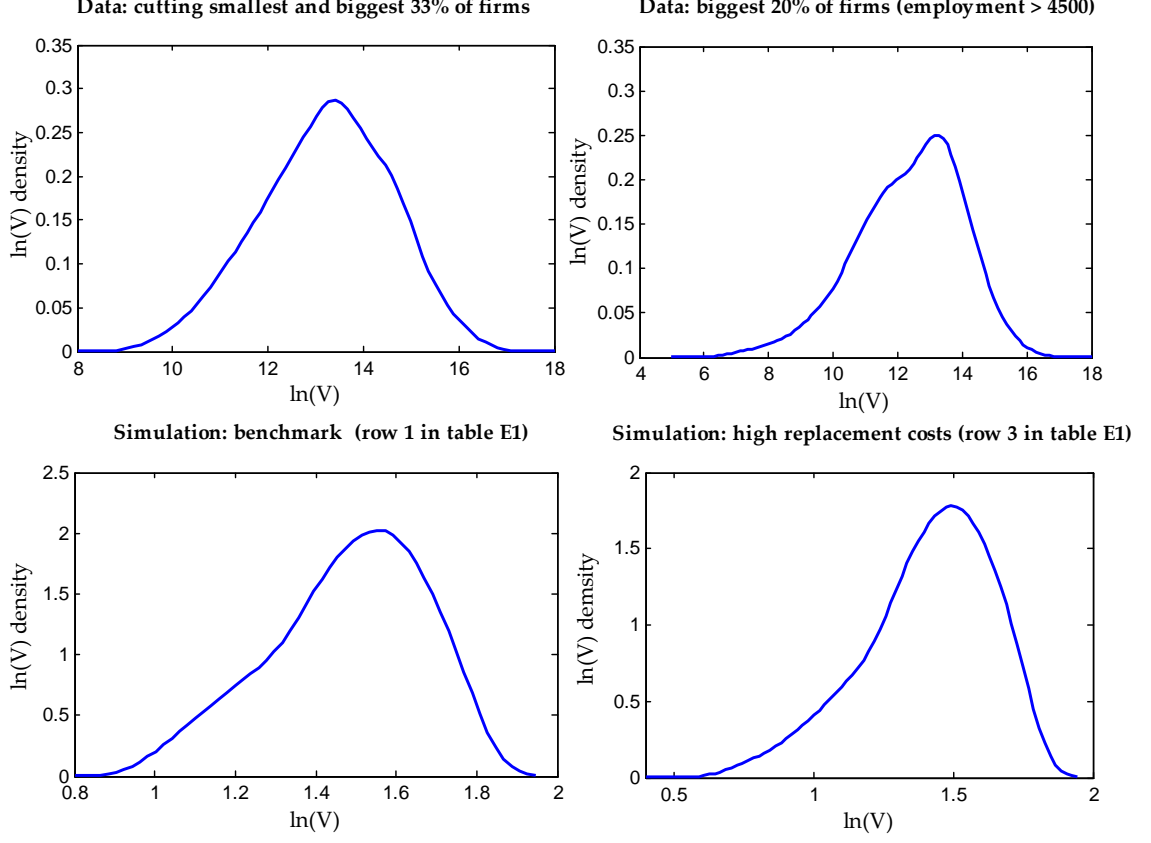 Data: cutting smallest and biggest 33% of firms
0.35
0.3
0.25
0.2
0.15
0.1
0.05
0
ln(V) density
8 10 12 14 16 18
ln(V)
Data: biggest 20% of firms (employment > 4500)
0.35
0.3
0.25
0.2
0.15
0.1
0.05
0
ln(V) density
4 6 8 10 12 14 16 18
ln(V)
Simulation: benchmark (row 1 in table E1)
2.5
2
1.5
1
0.5
0
ln(V) density
0.8 1 1.2 1.4 1.6 1.8 2
ln(V)
Simulation: high replacement costs (row 3 in table E1)
2
1.5
1
0.5
0
ln(V) demsity
0.5 1 1.5 2
ln(V)